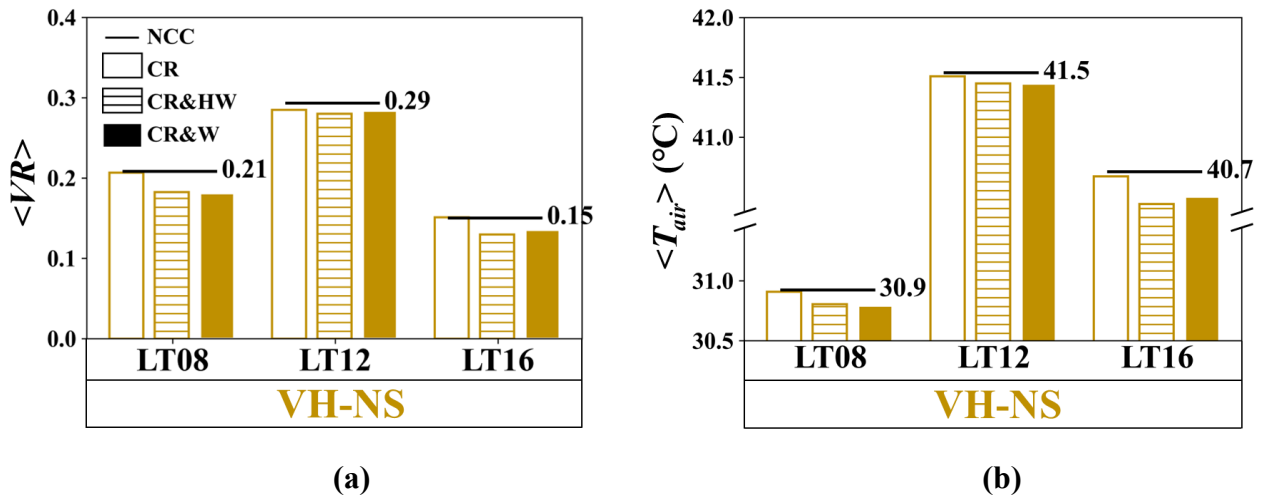 0.4
0.3
0.2
0.1
0.0
<VR>
NCC
CR
CR&HW
CR&W
0.21
0.29
0.15
LT08 LT12 LT16
VH-NS
(a)
42.0
41.5
41.0
31.0
30.5
<Tair> (°C)
30.9
41.5
40.7
LT08 LT12 LT16
VH-NS
(b)